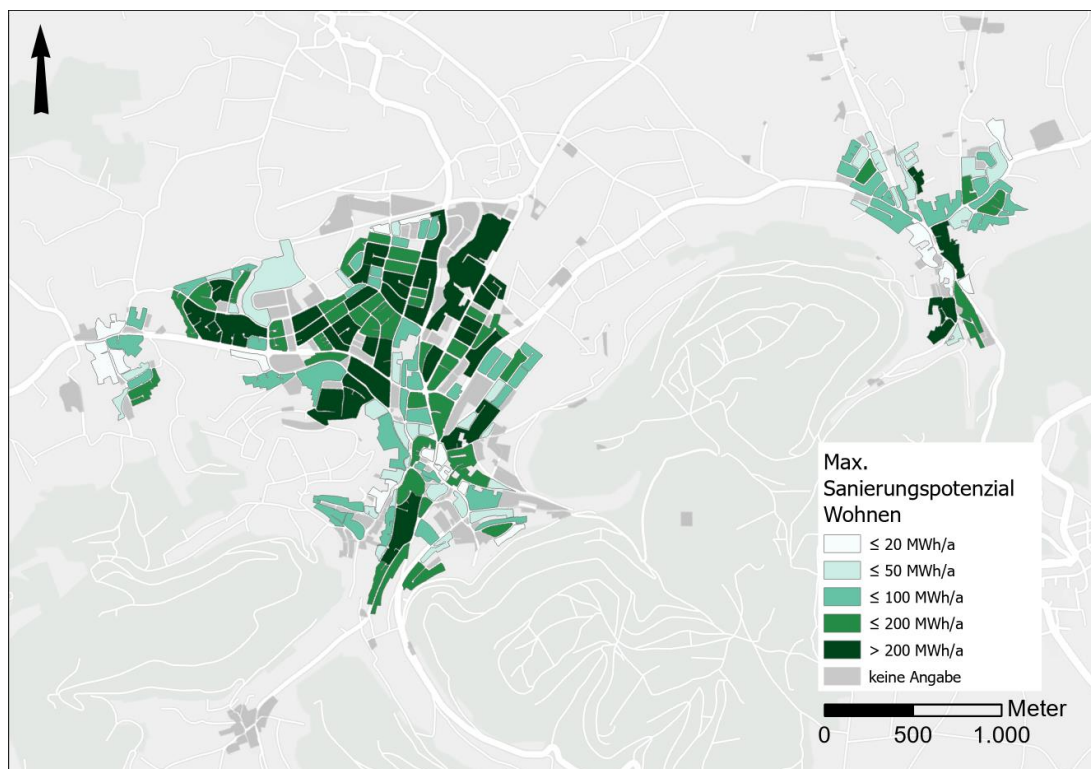 Max.
Sanierungspotenzial
Wohnen
≤ 20 MWh/a
≤ 50 MWh/a
≤ 100 MWh/a
≤ 200 MWh/a
> 200 MWh/a
keine Angabe
Meter
0 500 1.000